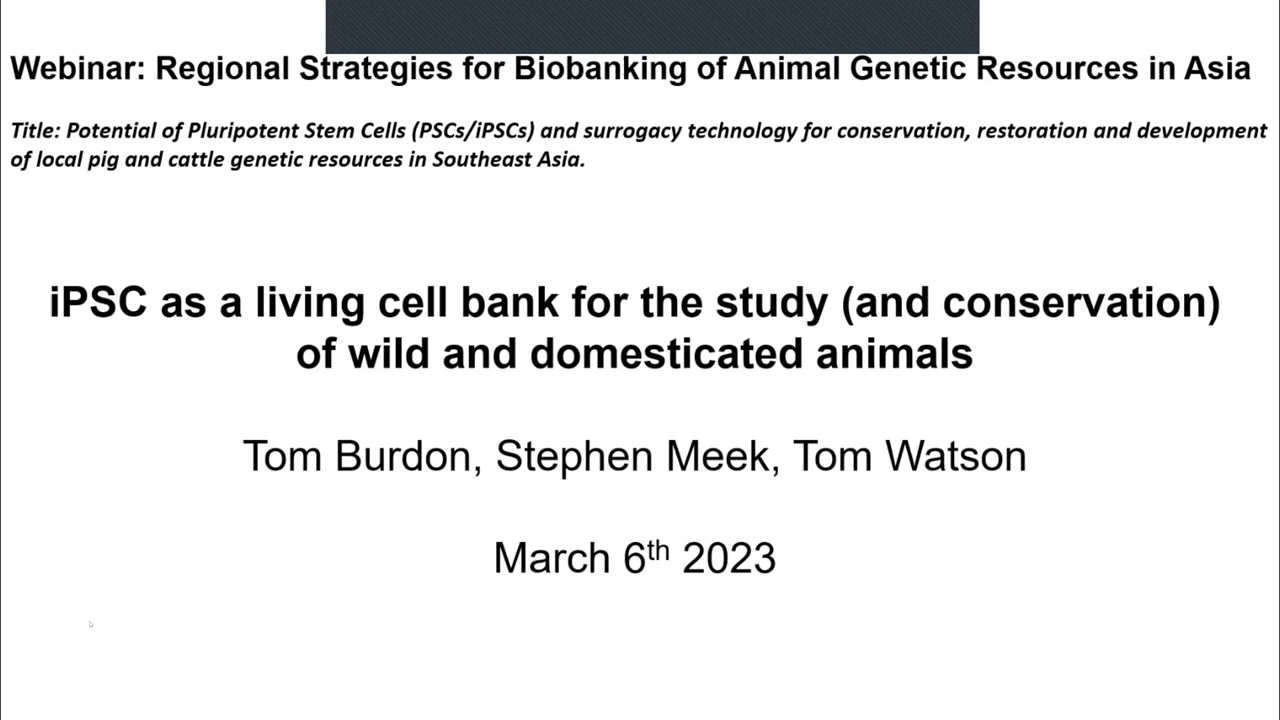 Webinar: Regional Strategies for Biobanking of Animal Genetic Resources in Asia
Title: Potential of Pluripotent Stem Cells (PSCs/iPSCs) and surrogacy technology for conservation, restoration and development
of local pig and cattle genetic resources in Southeast Asia.
iPSC as a living cell bank for the study (and conservation)
of wild and domesticated animals
Tom Burdon, Stephen Meek, Tom Watson
March 6th 2023